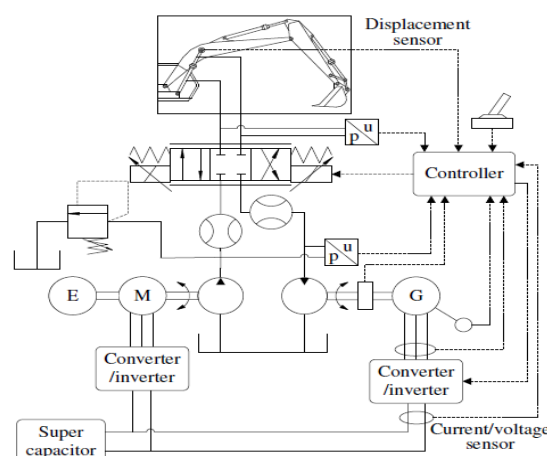 Displacement
sensor
u
p
Controller
u
p
E
M
G
Converter
/inverter
Converter
/inverter
Super
capacitor
Current/voltage
sensor